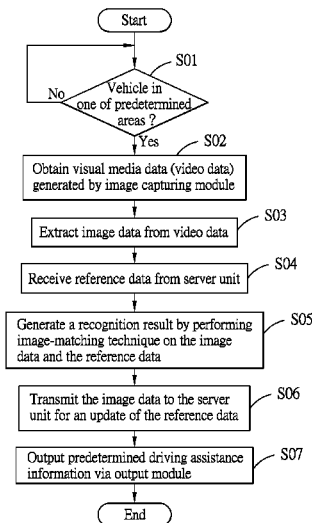 Start
S01
Vehicle in
one of predetermined
areas ?
No
Yes
S02
Obtain visual media data (video data)
generated by image capturing module
S03
Extract image data from video data
S04
Receive reference data from server unit
S05
Generate a recognition result by performing
image-matching technique on the image
data and the reference data
S06
Transmit the image data to the server
unit for an update of the reference data
S07
Output predetermined driving assistance
information via output module
End